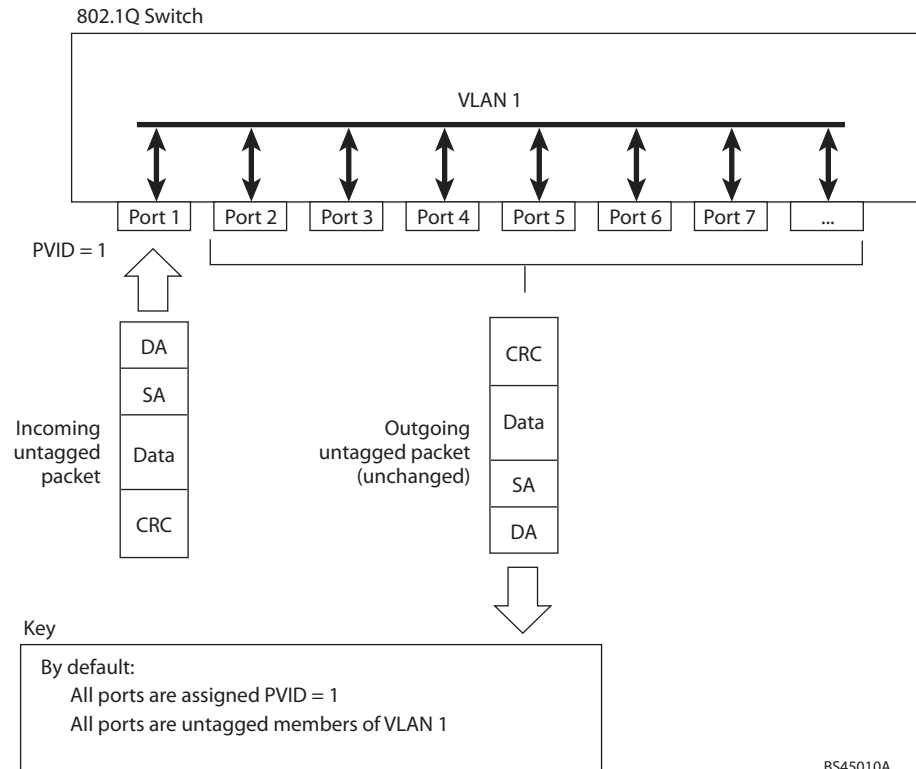 802.1Q Switch
VLAN 1
Port 1
Port 2
Port 3
Port 4
Port 5
Port 6
Port 7
...
PVID = 1
DA
SA
Data
CRC
Incoming
untagged
packet
CRC
Data
SA
DA
Outgoing
untagged packet
(unchanged)
Key
By default:
All ports are assigned PVID = 1
All ports are untagged members of VLAN 1
BS45010A